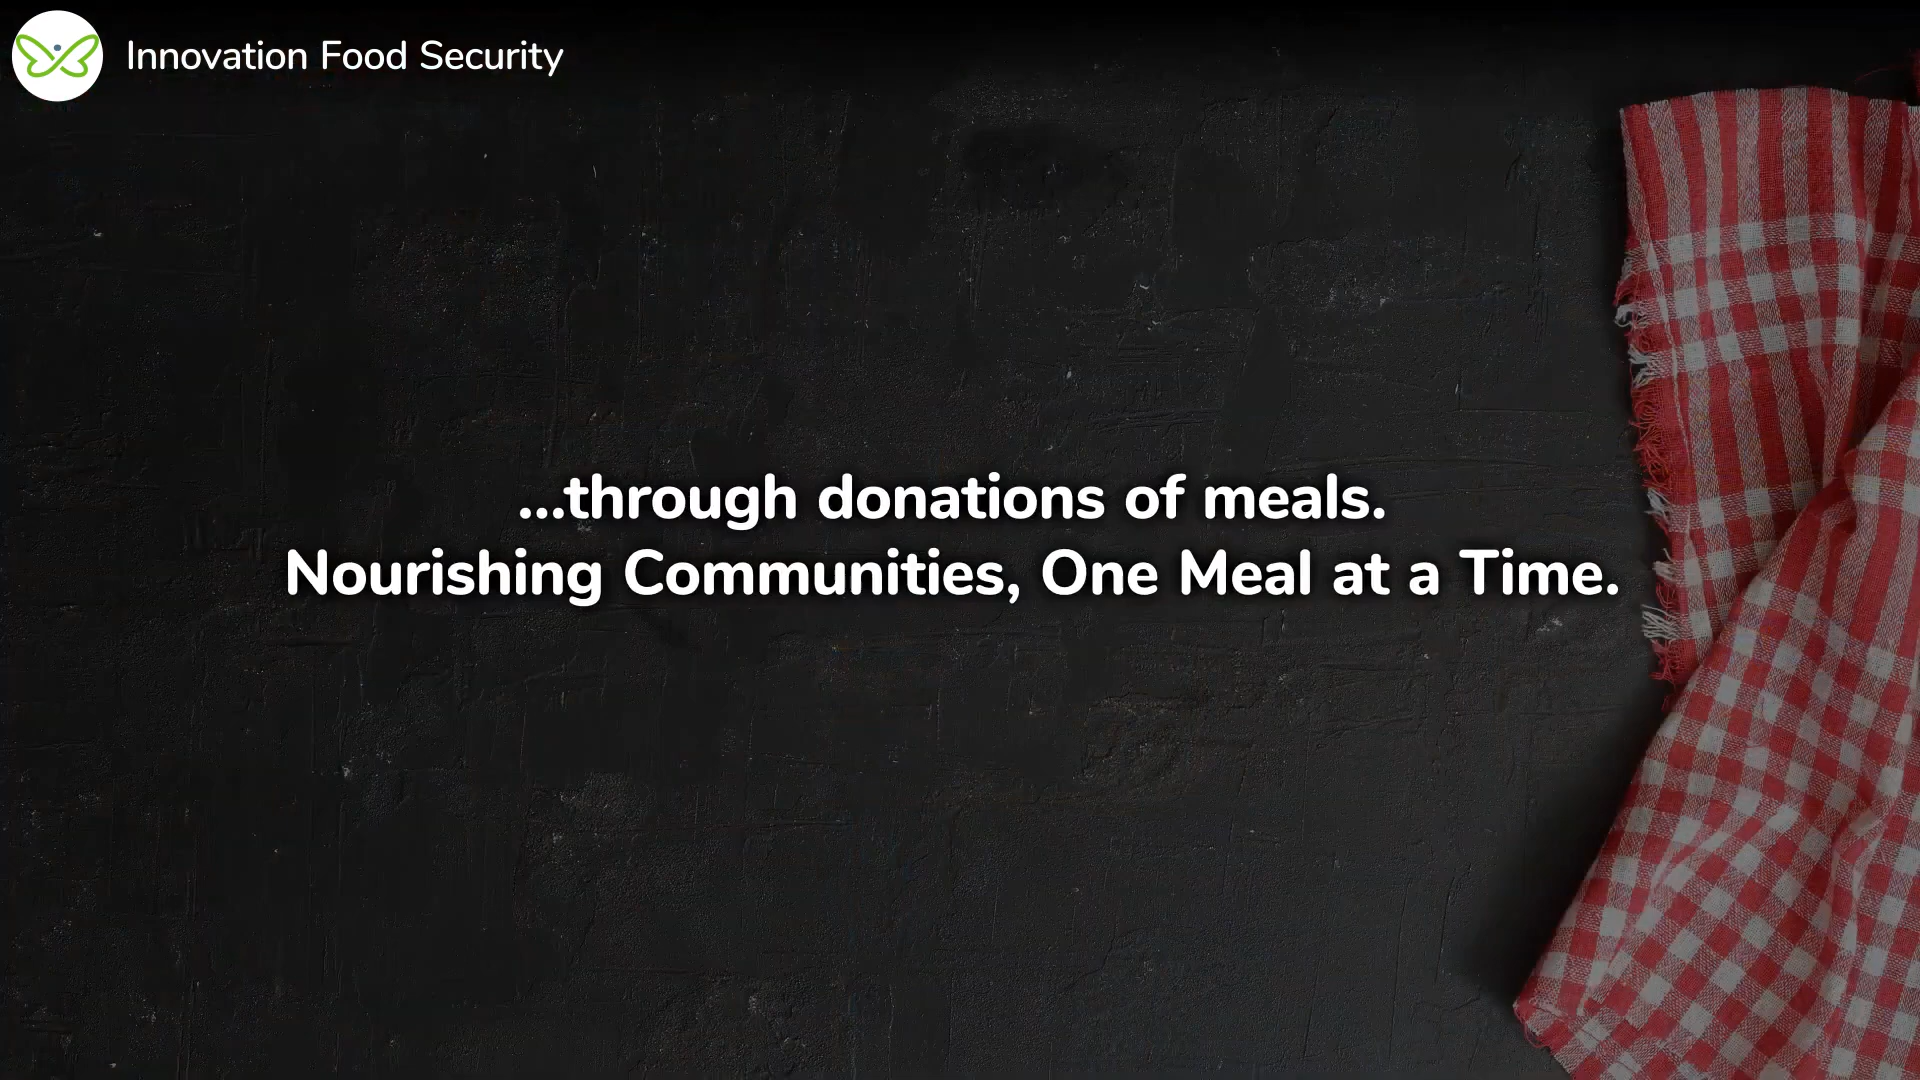 Innovation Food Security
...through donations of meals.
Nourishing Communities, One Meal at a Time.